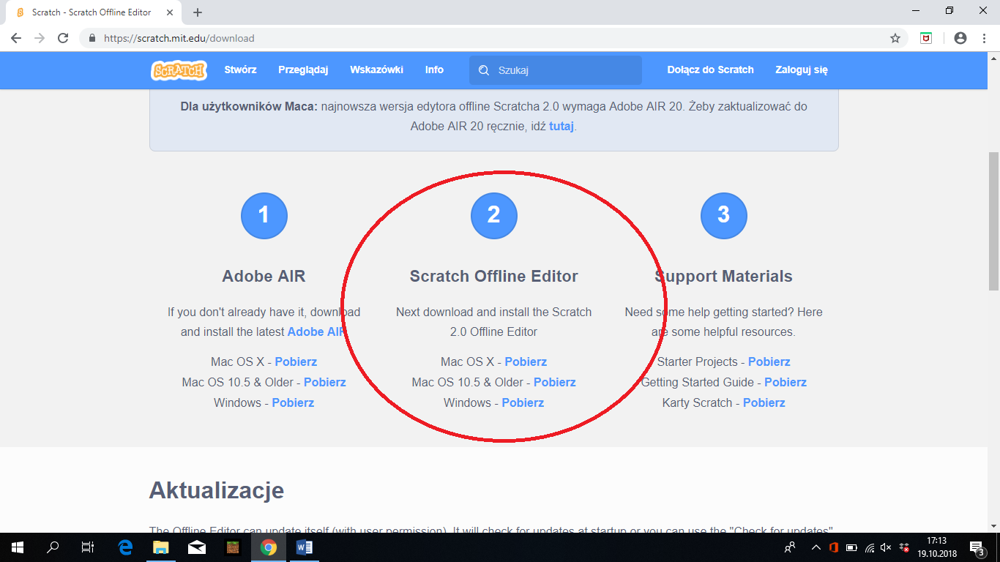 Scratch - Scratch Offline Editor
https://scratch.mit.edu/download
SCRATCH Stwórz Przeglądaj Wskazówki Info Szukaj Dołącz do Scratch Zaloguj się
Dla użytkowników Maca: najnowsza wersja edytora offline Scratcha 2.0 wymaga Adobe AIR 20. Żeby zaktualizować do
Adobe AIR 20 ręcznie, idź tutaj.
1
Adobe AIR
If you don't already have it, download
and install the latest Adobe AIR
Mac OS X - Pobierz
Mac OS 10.5 & Older - Pobierz
Windows - Pobierz
2
Scratch Offline Editor
Next download and install the Scratch
2.0 Offline Editor
Mac OS X - Pobierz
Mac OS 10.5 & Older - Pobierz
Windows - Pobierz
3
Support Materials
Need some help getting started? Here
are some helpful resources.
Starter Projects - Pobierz
Getting Started Guide - Pobierz
Karty Scratch - Pobierz
Aktualizacje
The Offline Editor can update itself (with user permission). It will check for updates at startup or you can use the "Check for updates"
17:13
19.10.2018
3